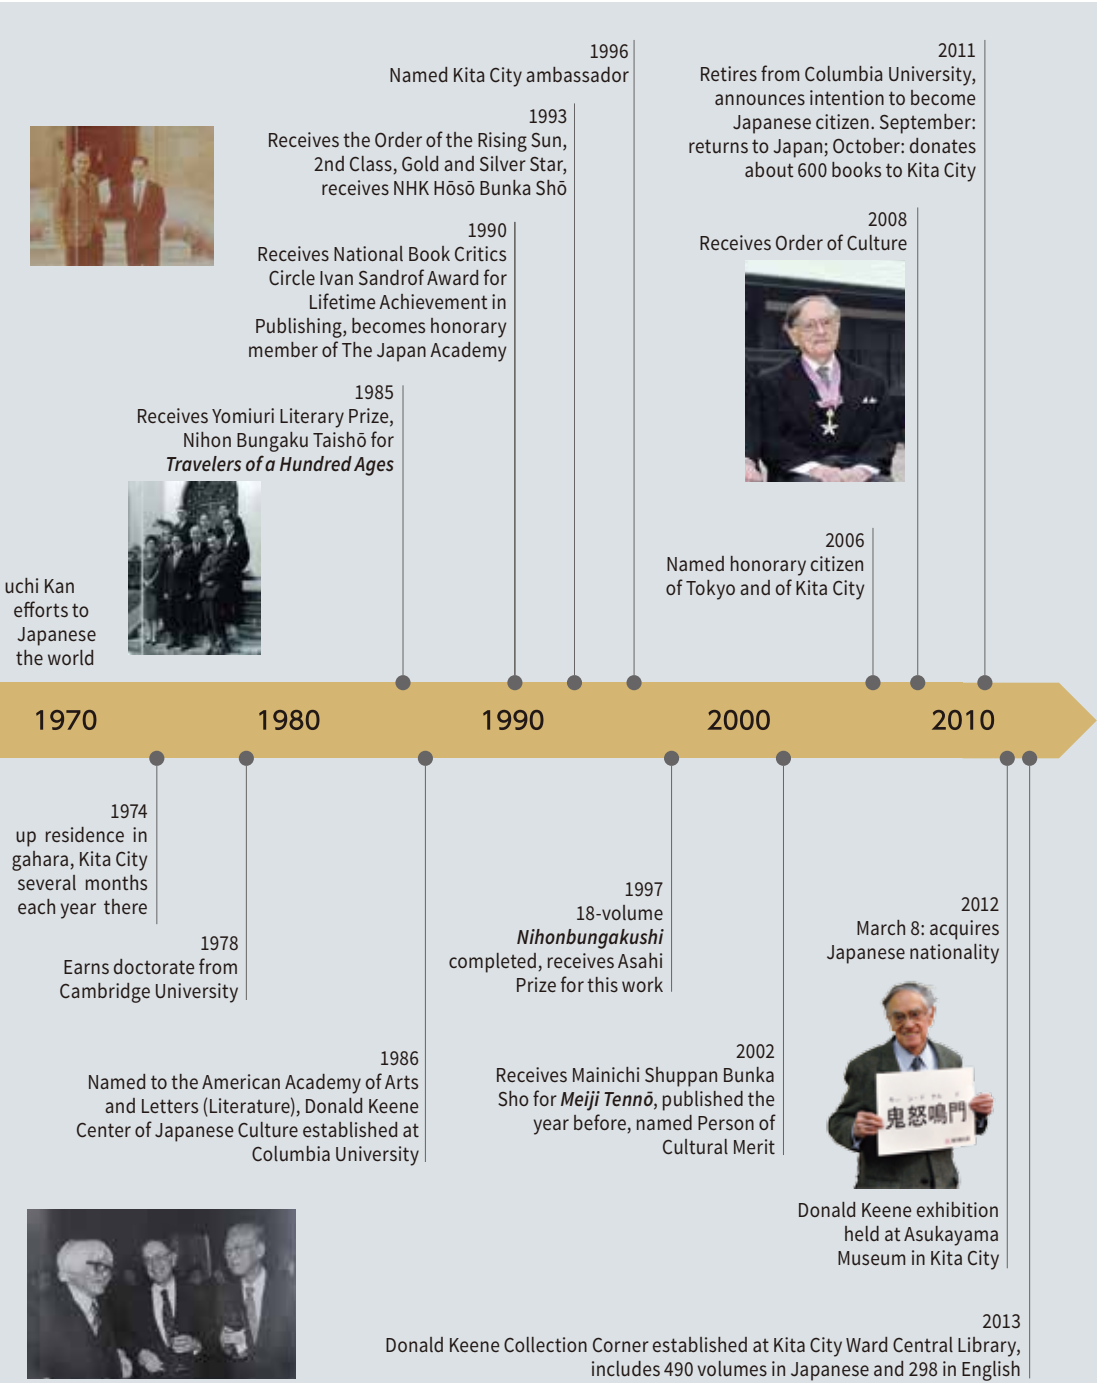 1996
Named Kita City ambassador
1993
Receives the Order of the Rising Sun,
2nd Class, Gold and Silver Star,
receives NHK Hōsō Bunka Shō
1990
Receives National Book Critics
Circle Ivan Sandrof Award for
Lifetime Achievement in
Publishing, becomes honorary
member of The Japan Academy
1985
Receives Yomiuri Literary Prize,
Nihon Bungaku Taishō for
Travelers of a Hundred Ages
2011
Retires from Columbia University,
announces intention to become
Japanese citizen. September:
returns to Japan; October: donates
about 600 books to Kita City
2008
Receives Order of Culture
2006
Named honorary citizen
of Tokyo and of Kita City
uchi Kan
efforts to
Japanese
the world
1970 1980 1990 2000 2010
1974
up residence in
gahara, Kita City
several months
each year there
1978
Earns doctorate from
Cambridge University
1986
Named to the American Academy of Arts
and Letters (Literature), Donald Keene
Center of Japanese Culture established at
Columbia University
1997
18-volume
Nihonbungakushi
completed, receives Asahi
Prize for this work
2002
Receives Mainichi Shuppan Bunka
Sho for Meiji Tennō, published the
year before, named Person of
Cultural Merit
2012
March 8: acquires
Japanese nationality
鬼怒鳴門
Donald Keene exhibition
held at Asukayama
Museum in Kita City
2013
Donald Keene Collection Corner established at Kita City Ward Central Library,
includes 490 volumes in Japanese and 298 in English